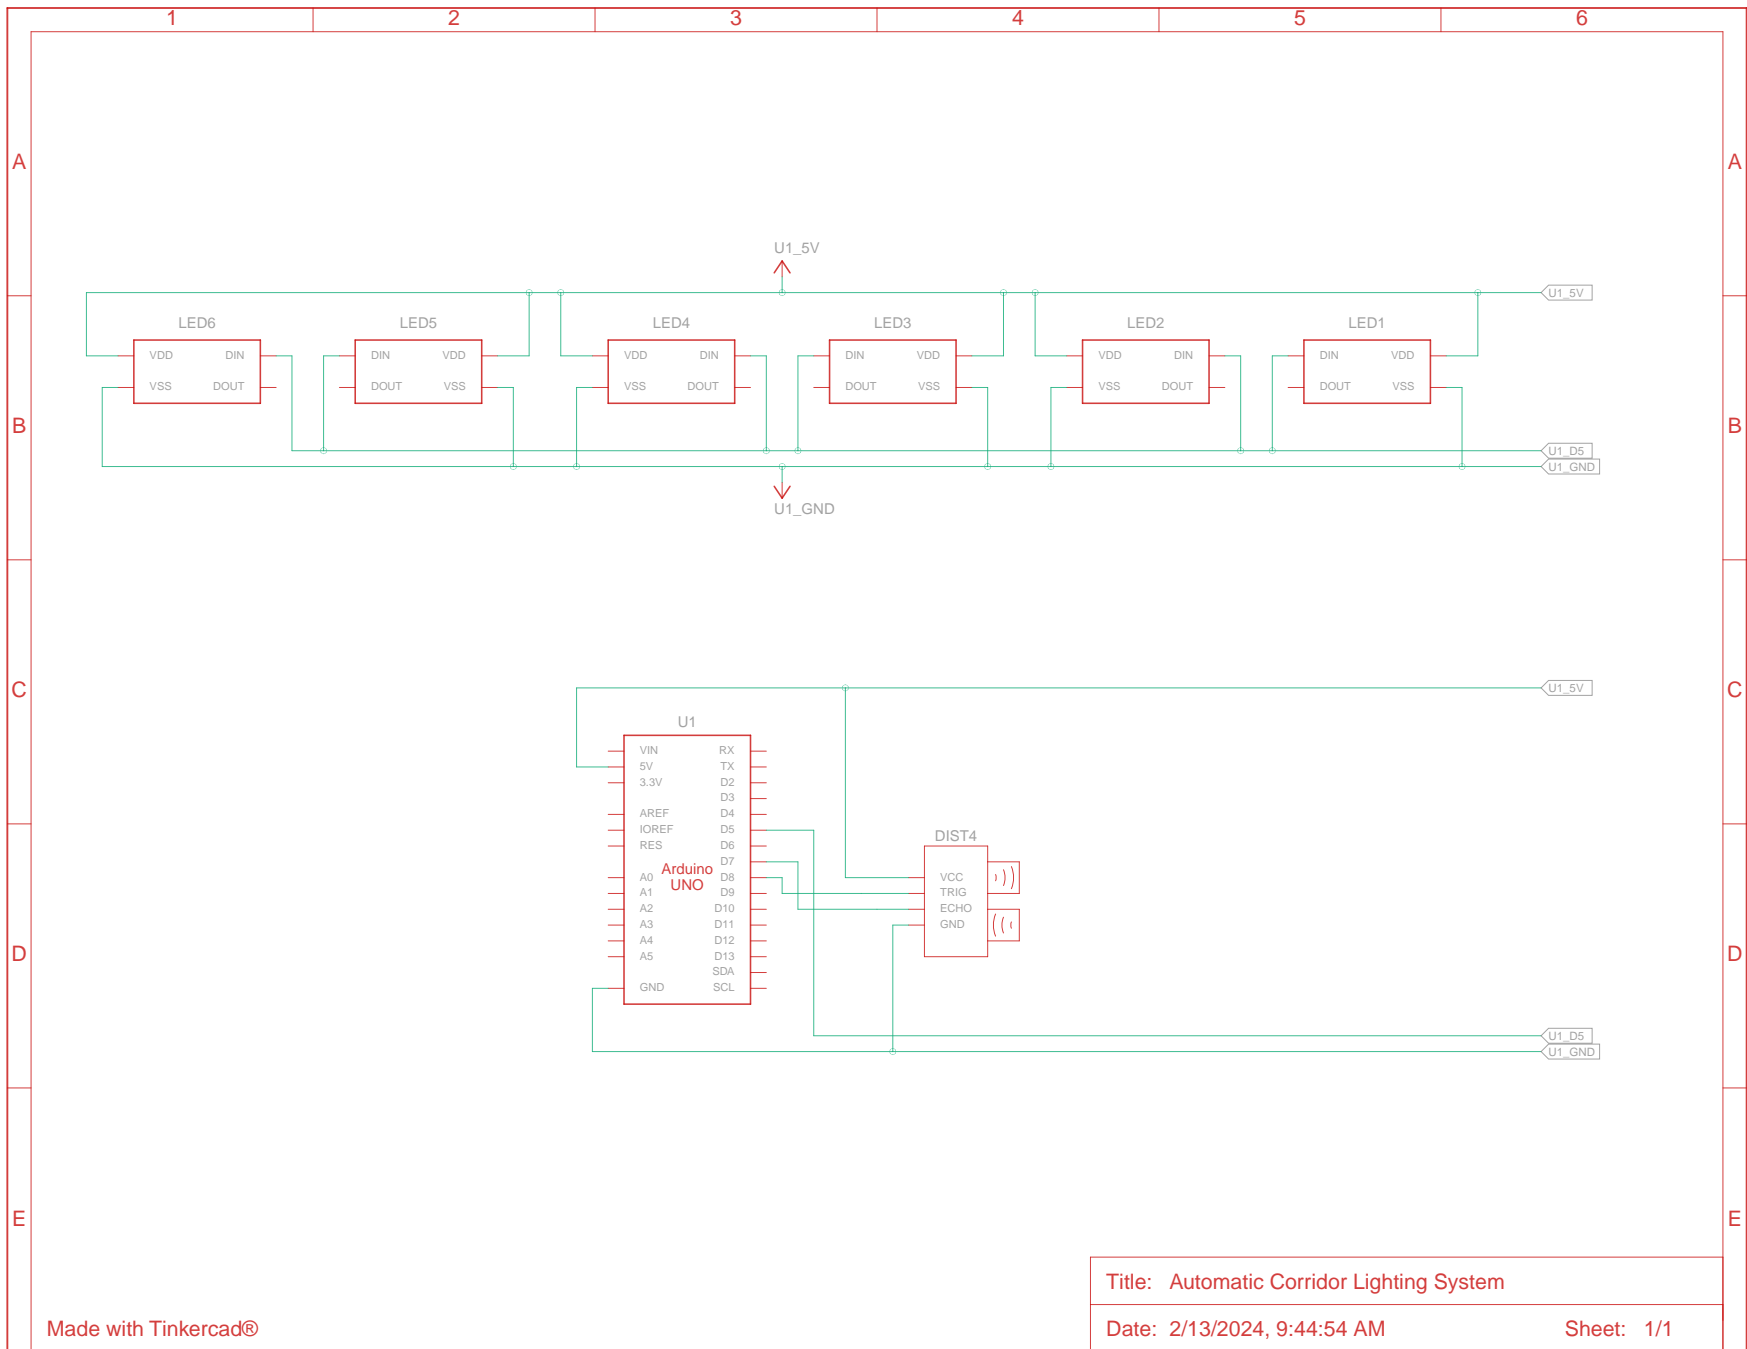 1 2 3 4 5 6
A A
U1_5V
U1_5V
LED6 LED5 LED4 LED3 LED2 LED1
VDD DIN DIN VDD VDD DIN DIN VDD VDD DIN DIN VDD
VSS DOUT DOUT VSS VSS DOUT DOUT VSS VSS DOUT DOUT VSS
B B
U1_D5
U1_GND
U1_GND
C C
U1_5V
U1
VIN RX
5V TX
3.3V D2
D3
AREF D4
IOREF D5
RES D6
D7
Arduino
UNO
A0 D8
A1 D9
A2 D10
A3 D11
A4 D12
A5 D13
SDA
GND SCL
DIST4
VCC
TRIG
ECHO
GND
D D
U1_D5
U1_GND
E E
Title: Automatic Corridor Lighting System
Made with Tinkercad®
Date: 2/13/2024, 9:44:54 AM Sheet: 1/1